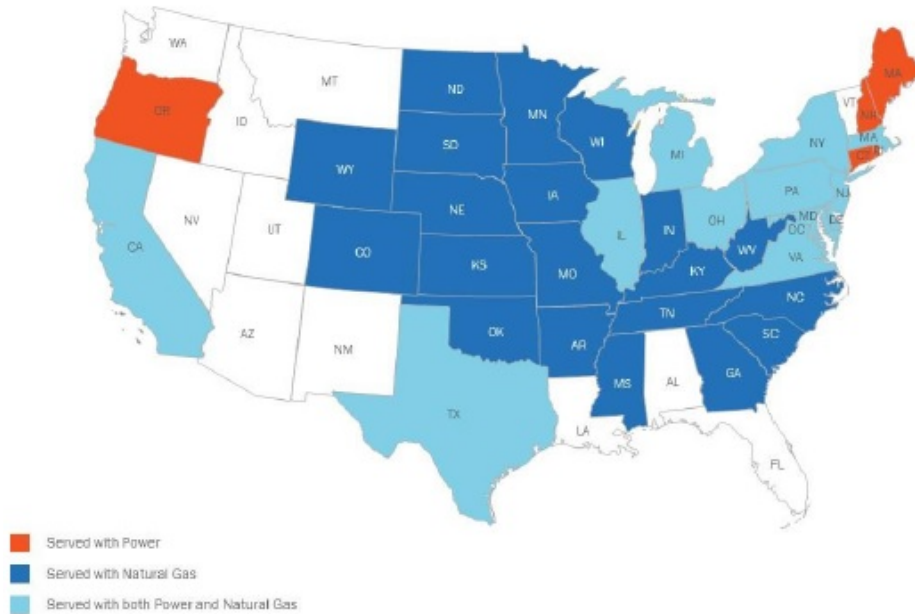 WA
MT
ND
MN
MA
VT
OR
ID
SD
WI
NY
MA
WY
MI
IA
PA
NJ
NE
OH
MD
DE
NV
UT
IL
IN
DC
CA
CO
WV
VA
KS
MO
KY
NC
TN
AZ
NM
OK
AR
SC
MS
AL
GA
TX
LA
FL
Served with Power
Served with Natural Gas
Served with both Power and Natural Gas